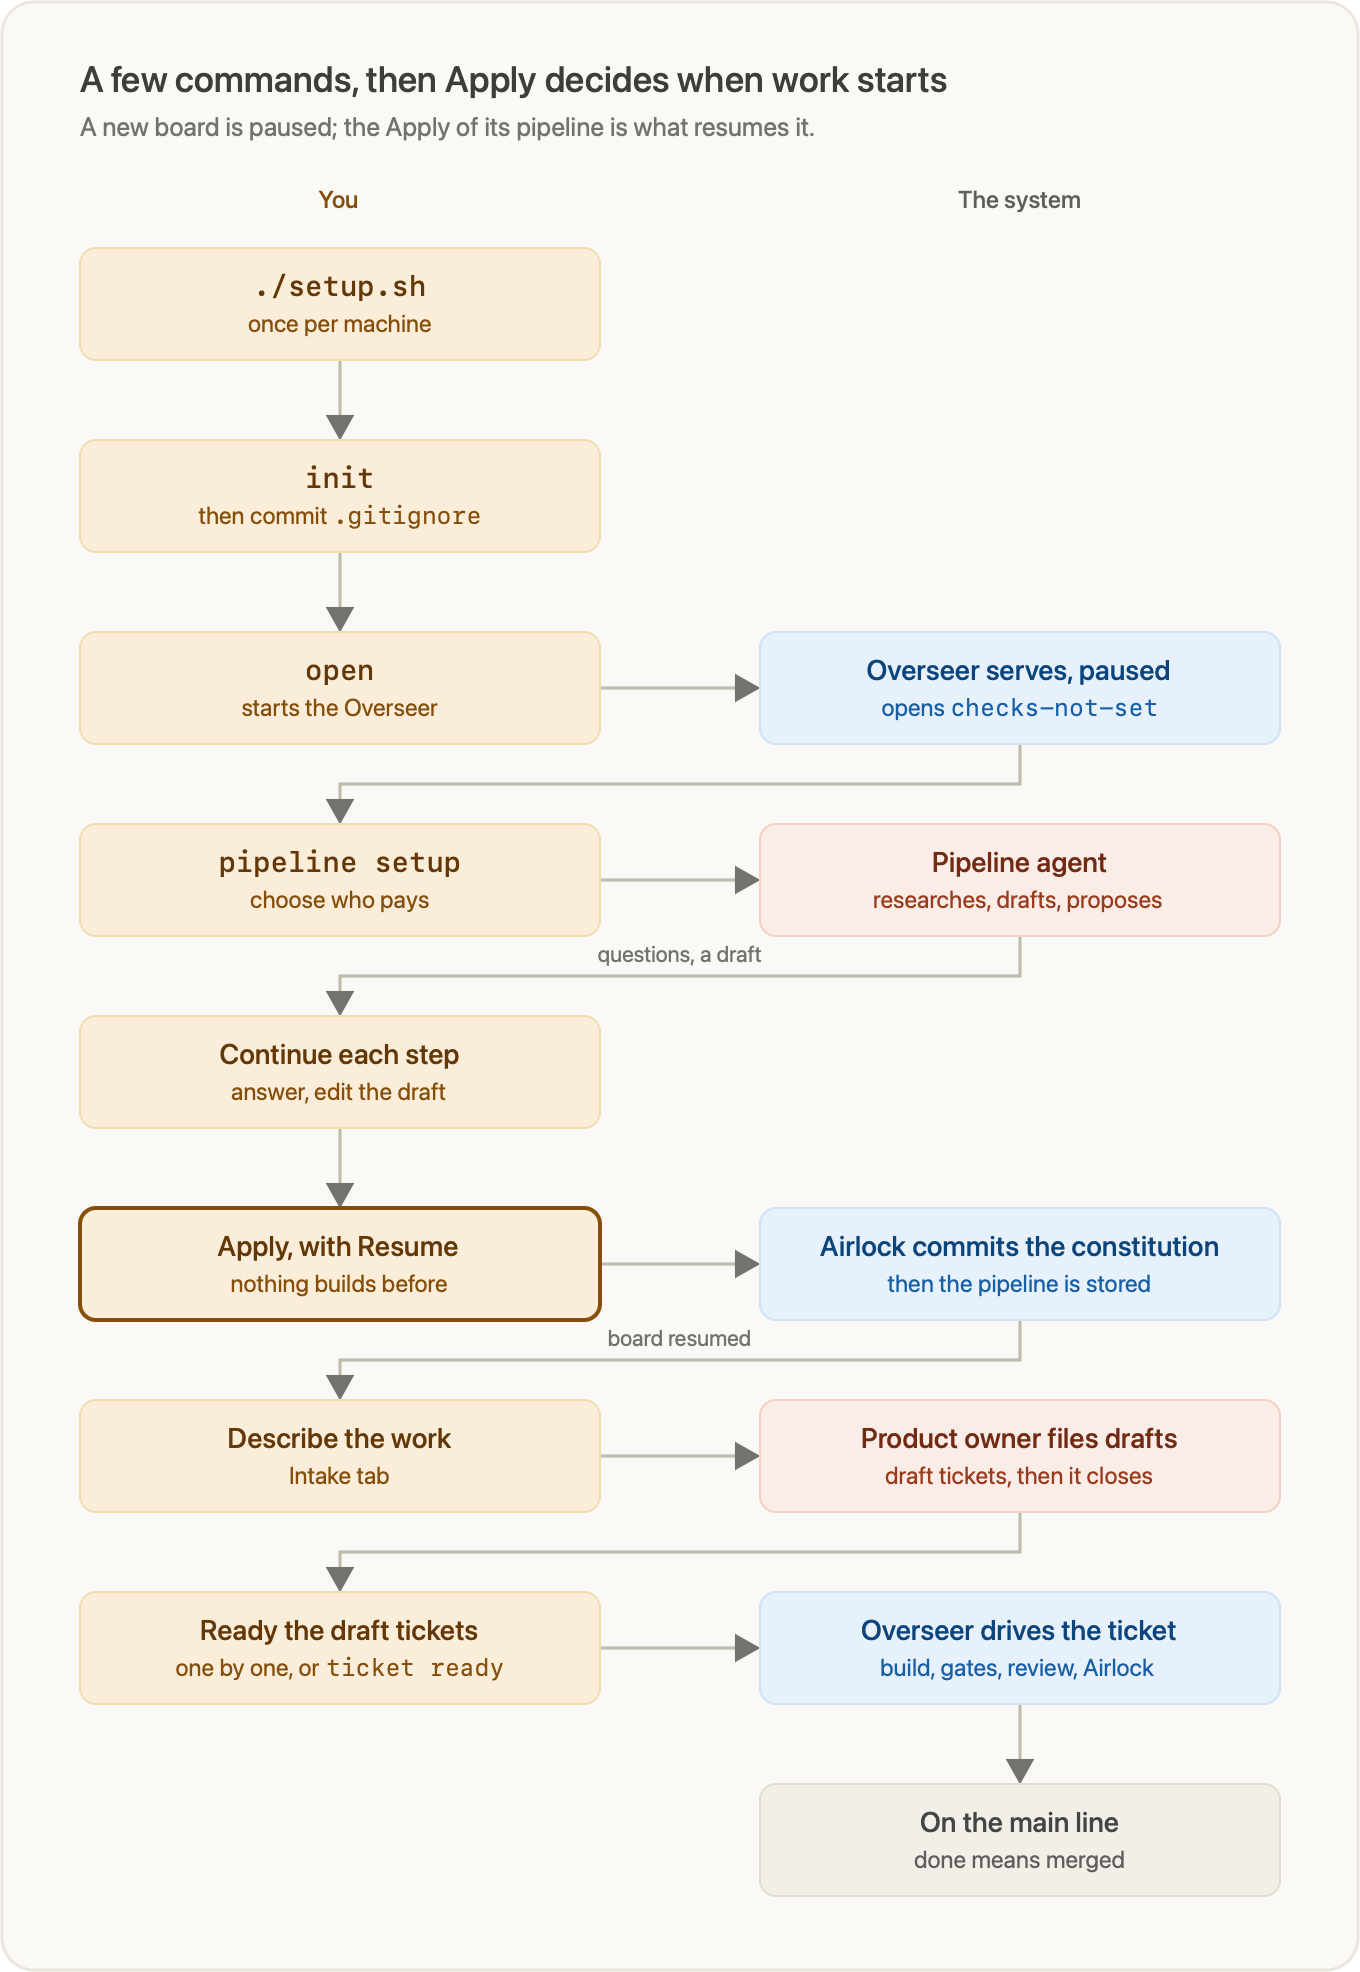 A few commands, then Apply decides when work starts
A new board is paused; the Apply of its pipeline is what resumes it.
You
The system
./setup.sh
once per machine
init
then commit .gitignore
open
starts the Overseer
Overseer serves, paused
opens checks-not-set
pipeline setup
choose who pays
Pipeline agent
researches, drafts, proposes
questions, a draft
Continue each step
answer, edit the draft
Apply, with Resume
nothing builds before
Airlock commits the constitution
then the pipeline is stored
board resumed
Describe the work
Intake tab
Product owner files drafts
draft tickets, then it closes
Ready the draft tickets
one by one, or ticket ready
Overseer drives the ticket
build, gates, review, Airlock
On the main line
done means merged